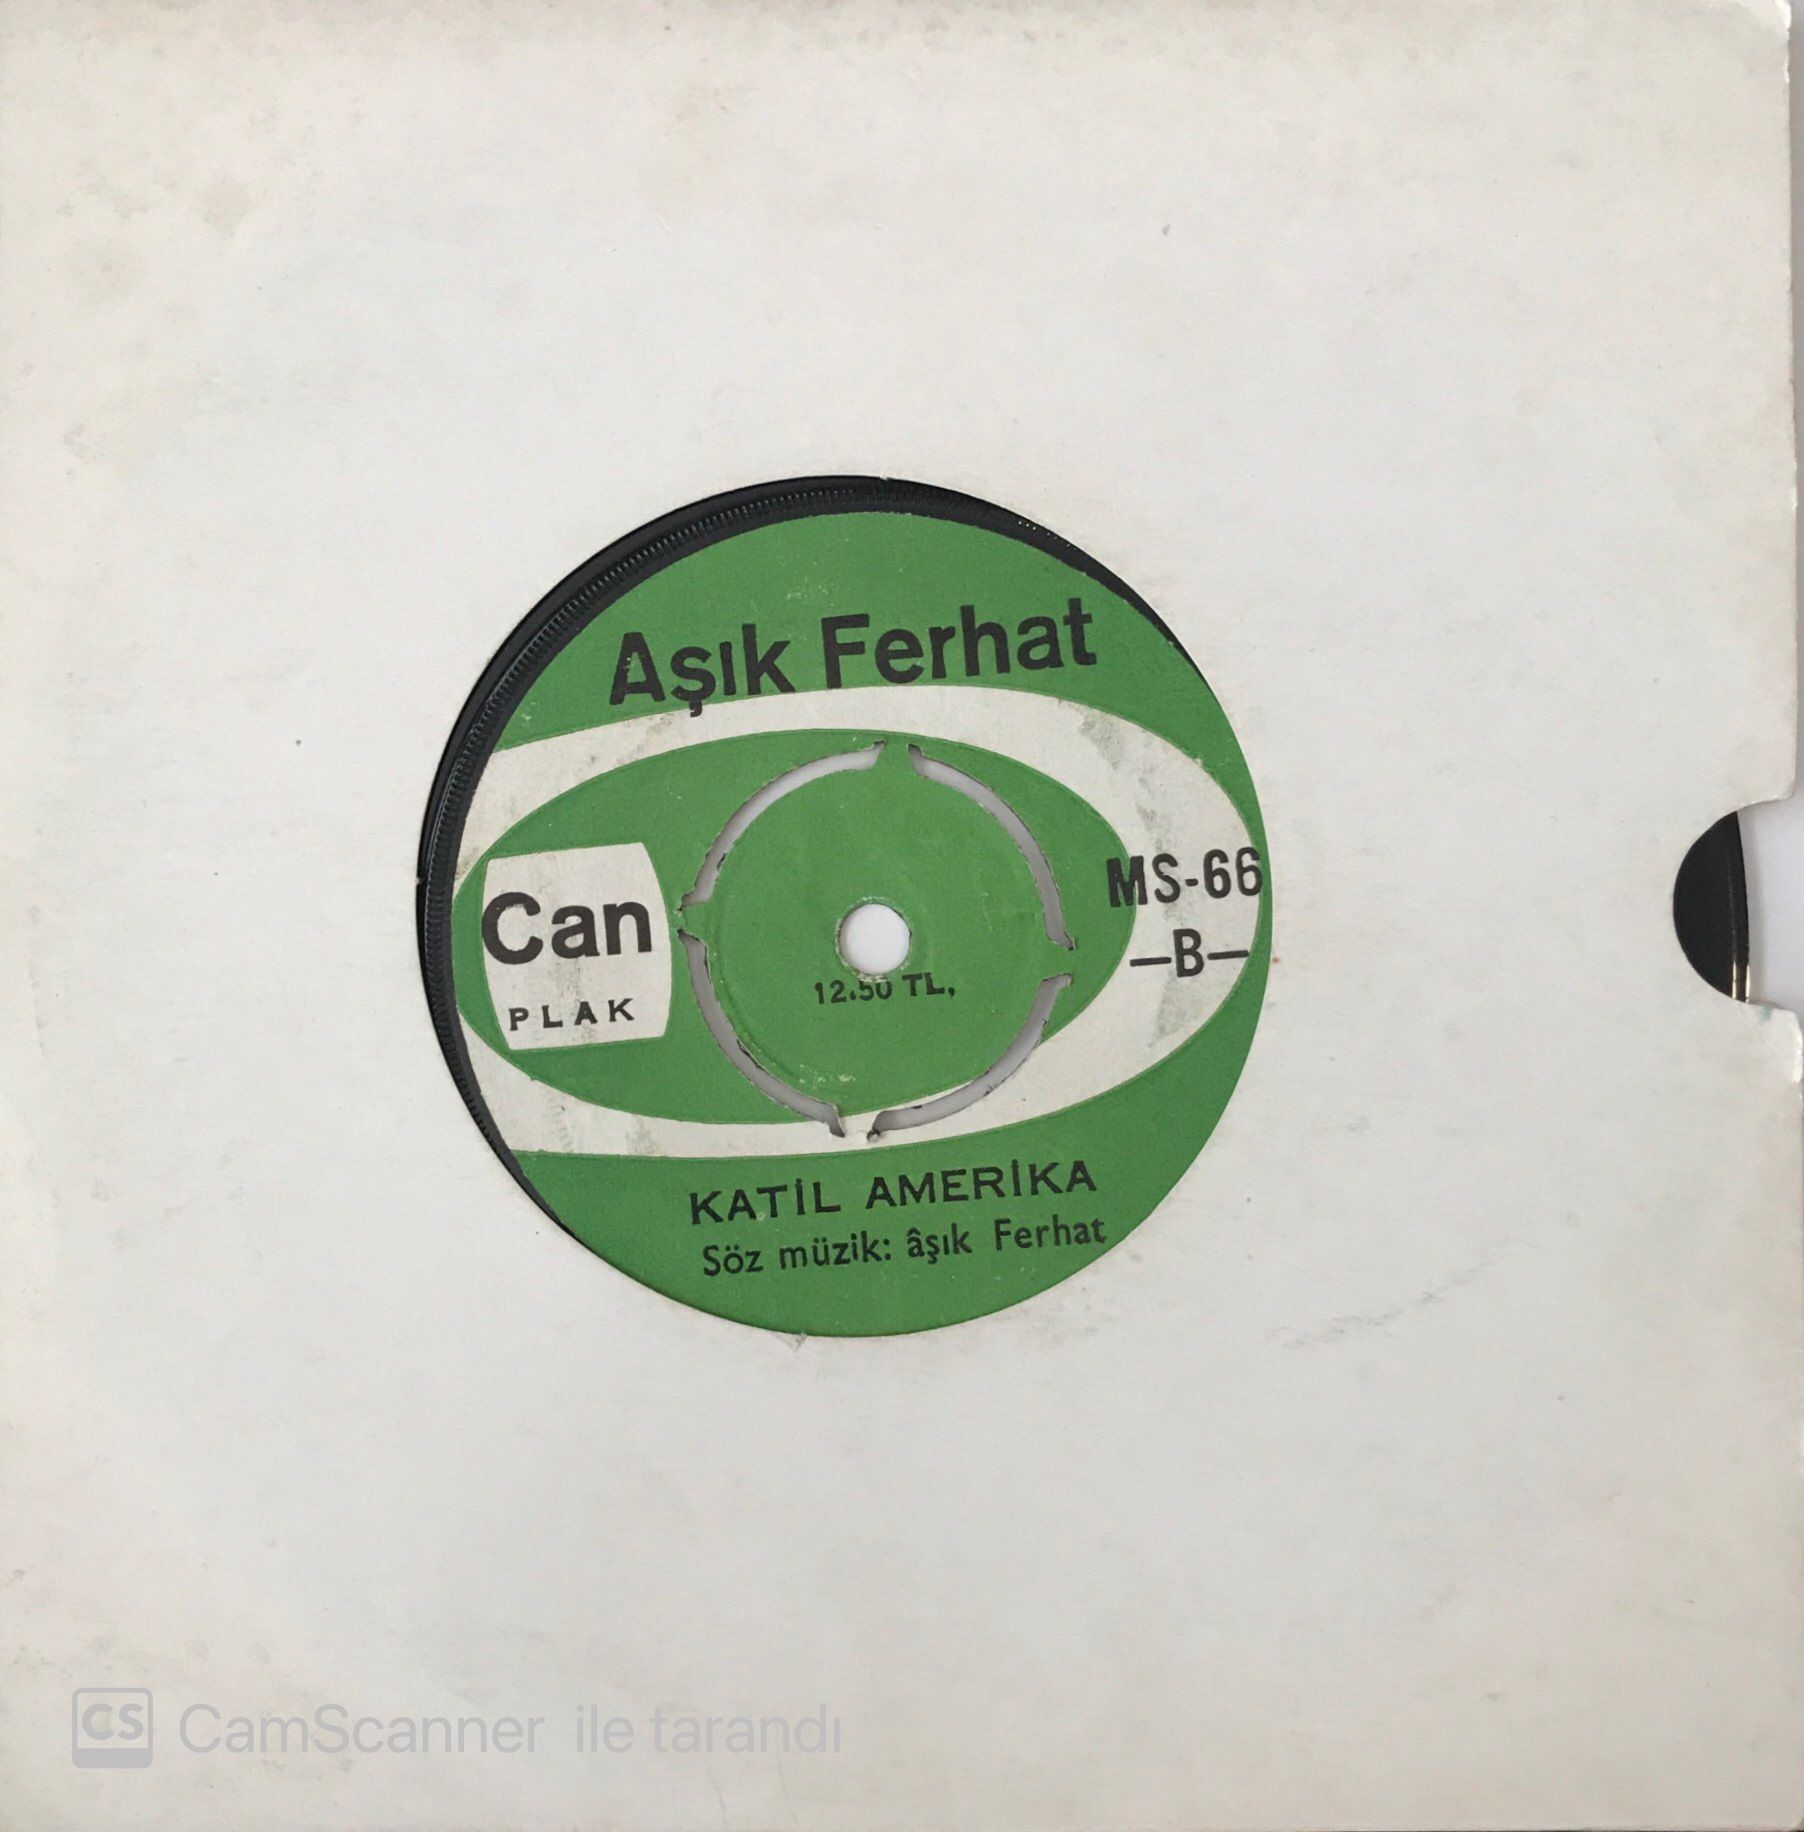 Aşık Ferhat
Can
PLAK
MS-66
—B—
12.50 TL,
KATİL AMERİKA
Söz müzik: âşık Ferhat
CS CamScanner ile tarandı